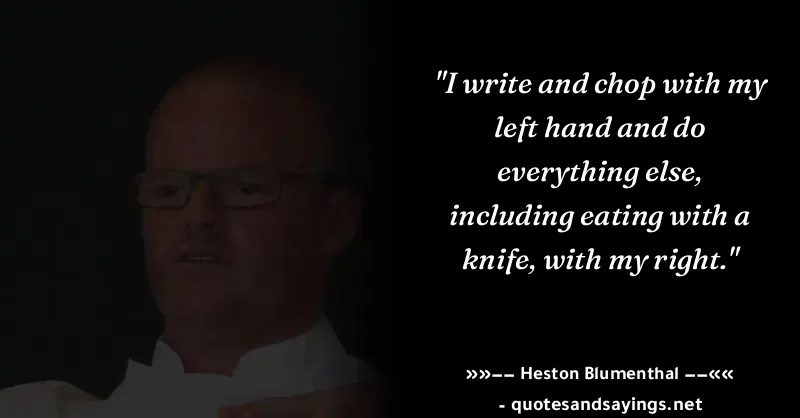 "I write and chop with my
left hand and do
everything else,
including eating with a
knife, with my right."
»»−− Heston Blumenthal −−««
- quotesandsayings.net